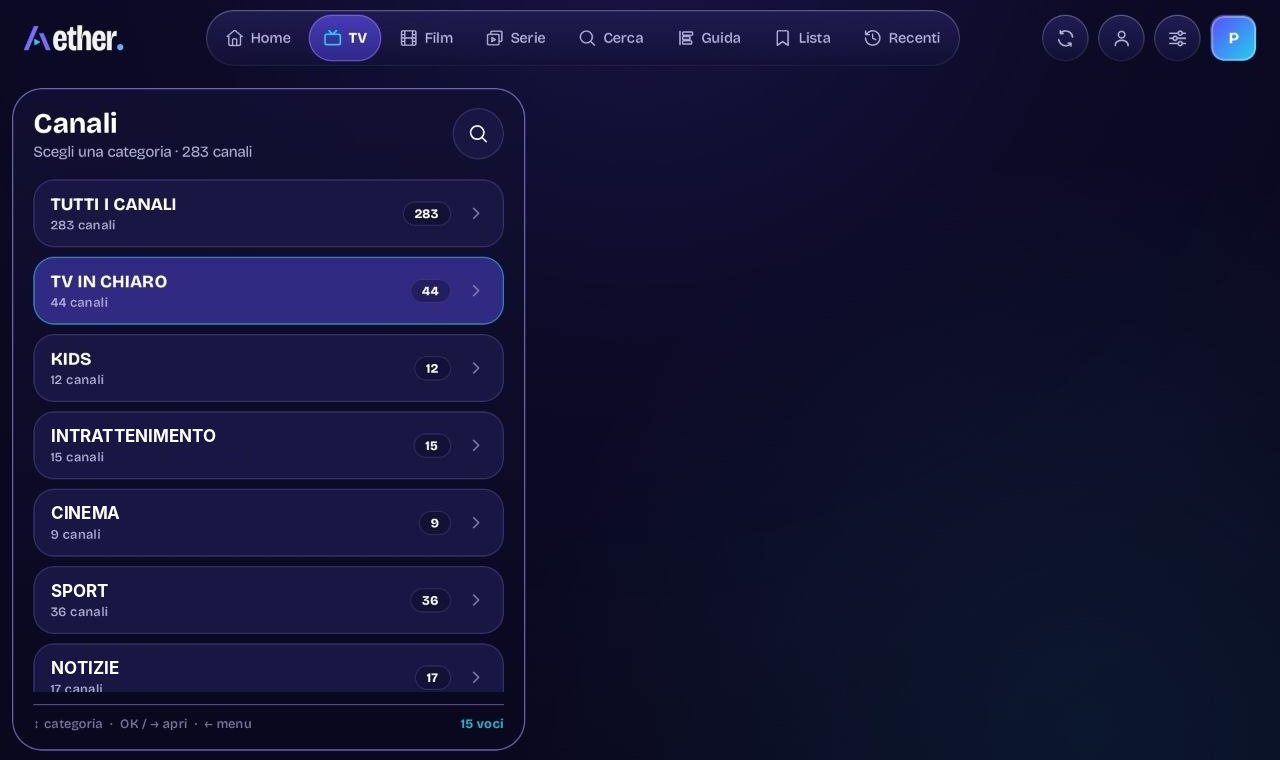 Aether.
Home TV Film Serie Cerca Guida Lista Recenti P
Canali
Scegli una categoria · 283 canali
TUTTI I CANALI
283 canali
283
TV IN CHIARO
44 canali
44
KIDS
12 canali
12
INTRATTENIMENTO
15 canali
15
CINEMA
9 canali
9
SPORT
36 canali
36
NOTIZIE
17 canali
17
↕ categoria · OK / → apri · ← menu
15 voci